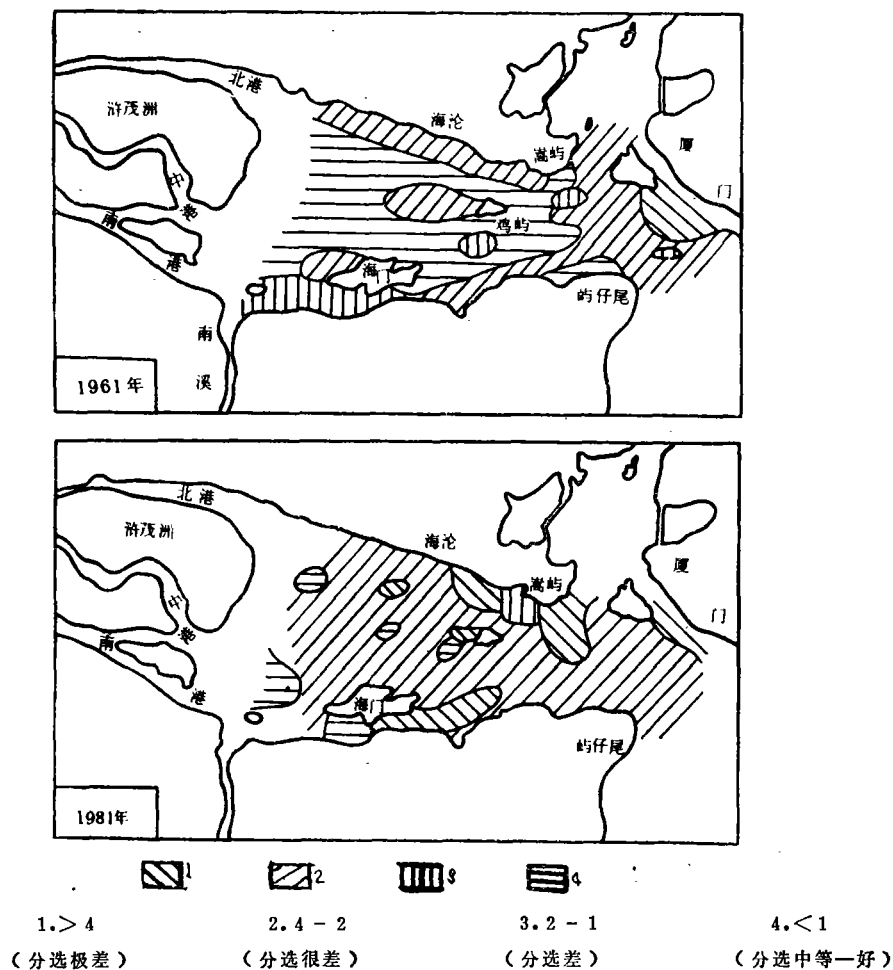 北港
浒茂洲
海沧
嵩屿
厦
门
中
港
南
港
鸡屿
海门
屿仔尾
南
溪
1961年
北港
浒茂洲
海沧
嵩屿
厦
门
中
港
南
港
海门
屿仔尾
1981年
1 2 3 4
1.>4 2.4-2 3.2-1 4.<1
(分选极差) (分选很差) (分选差) (分选中等一好)